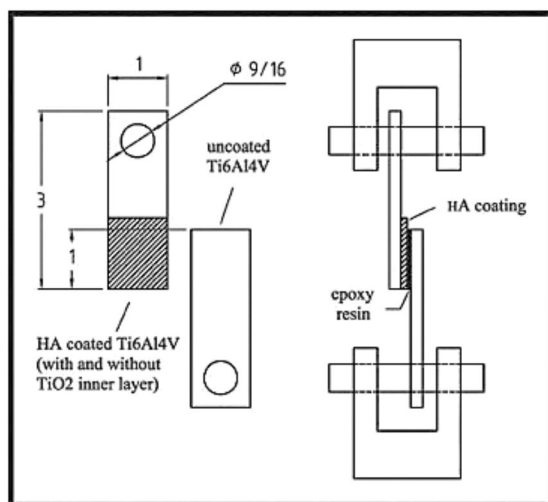 1
ϕ 9/16
uncoated
Ti6Al4V
3
1
HA coating
epoxy
resin
HA coated Ti6Al4V
(with and without
TiO2 inner layer)